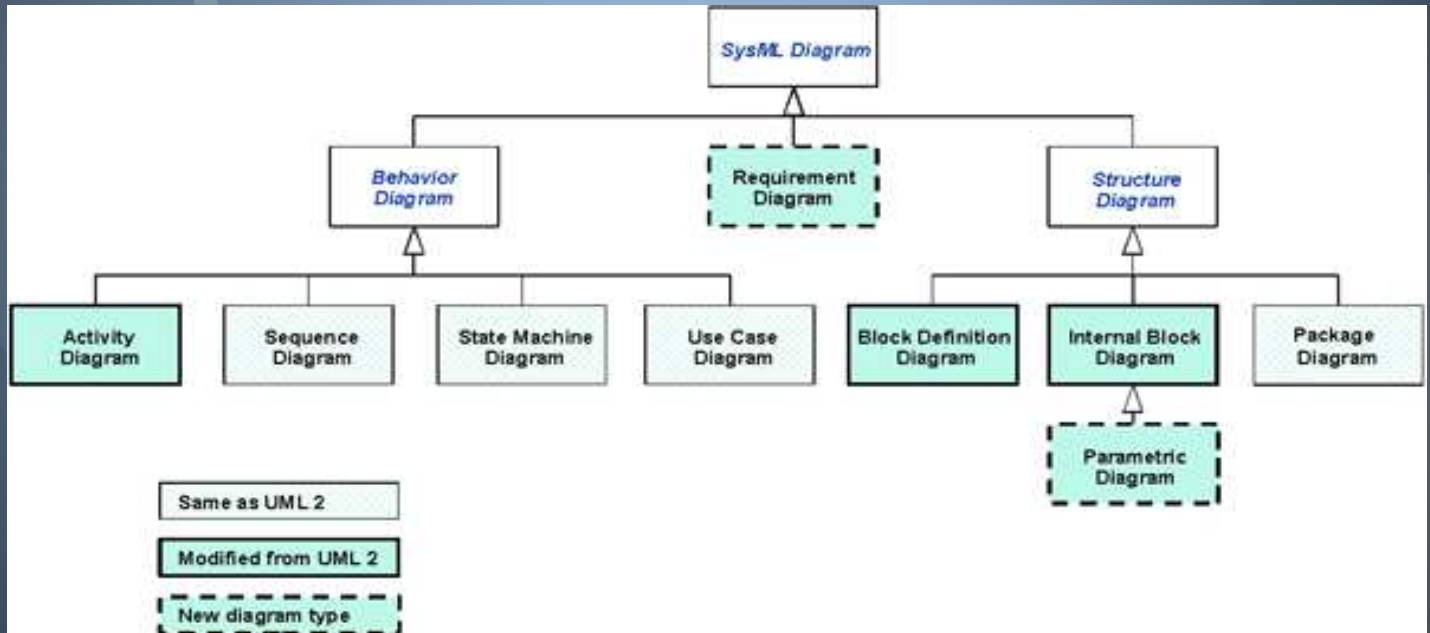 SysML Diagram
Behavior
Diagram
Requirement
Diagram
Structure
Diagram
Activity
Diagram
Sequence
Diagram
State Machine
Diagram
Use Case
Diagram
Block Definition
Diagram
Internal Block
Diagram
Package
Diagram
Parametric
Diagram
Same as UML 2
Modified from UML 2
New diagram type